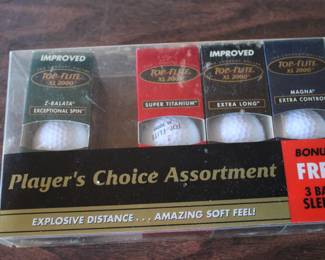 IMPROVED
TOP-FLITE
XL 2000
Z-BALATA
EXCEPTIONAL SPIN
TOP-FLITE
XL 2000
SUPER TITANIUM
TOP-FLITE
IMPROVED
TOP-FLITE
XL 2000
EXTRA LONG
TOP-FLITE
XL 2000
MAGNA
EXTRA CONTRO
Player's Choice Assortment
EXPLOSIVE DISTANCE . . . AMAZING SOFT FEEL!
BONU
FRE
3 BA
SLEE